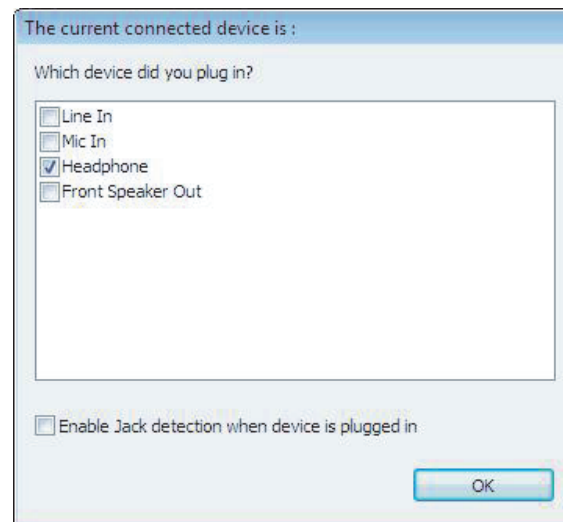 The current connected device is :
Which device did you plug in?
Line In
Mic In
Headphone
Front Speaker Out
Enable Jack detection when device is plugged in
OK